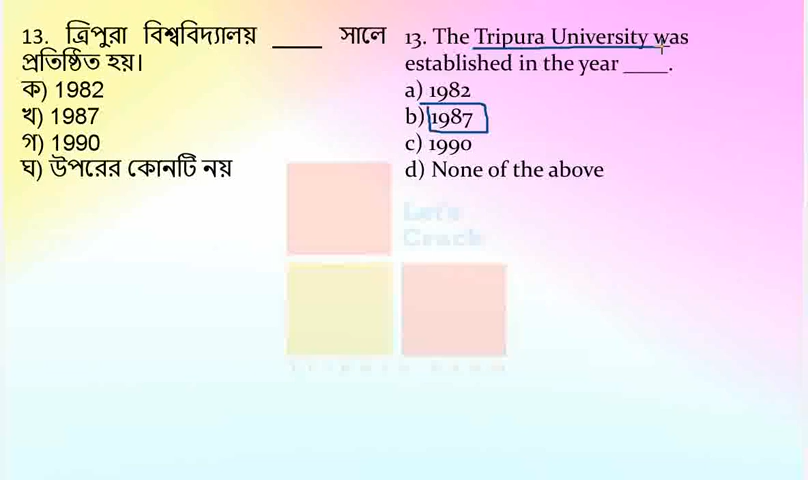 13. ত্রিপুরা বিশ্ববিদ্যালয় ____ সালে
প্রতিষ্ঠিত হয়।
ক) 1982
খ) 1987
গ) 1990
ঘ) উপরের কোনটি নয়
13. The Tripura University was
established in the year ____.
a) 1982
b) 1987
c) 1990
d) None of the above
Let's
Crack